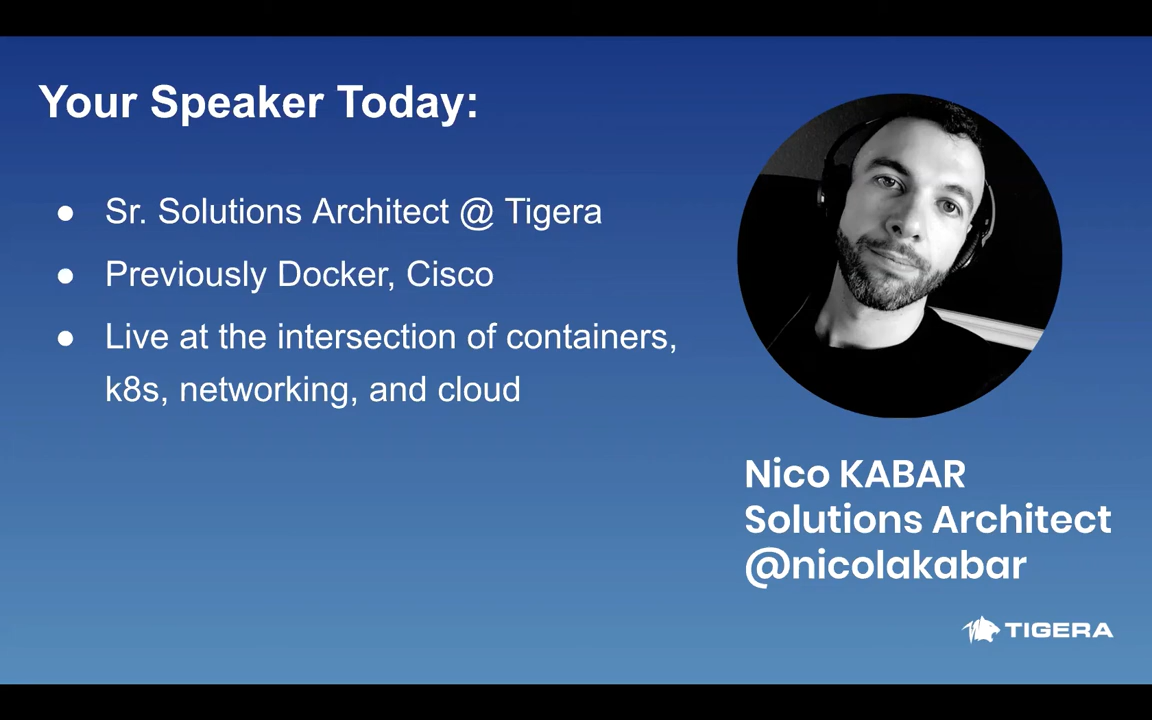 Your Speaker Today:
● Sr. Solutions Architect @ Tigera
● Previously Docker, Cisco
● Live at the intersection of containers,
k8s, networking, and cloud
Nico KABAR
Solutions Architect
@nicolakabar
TIGERA